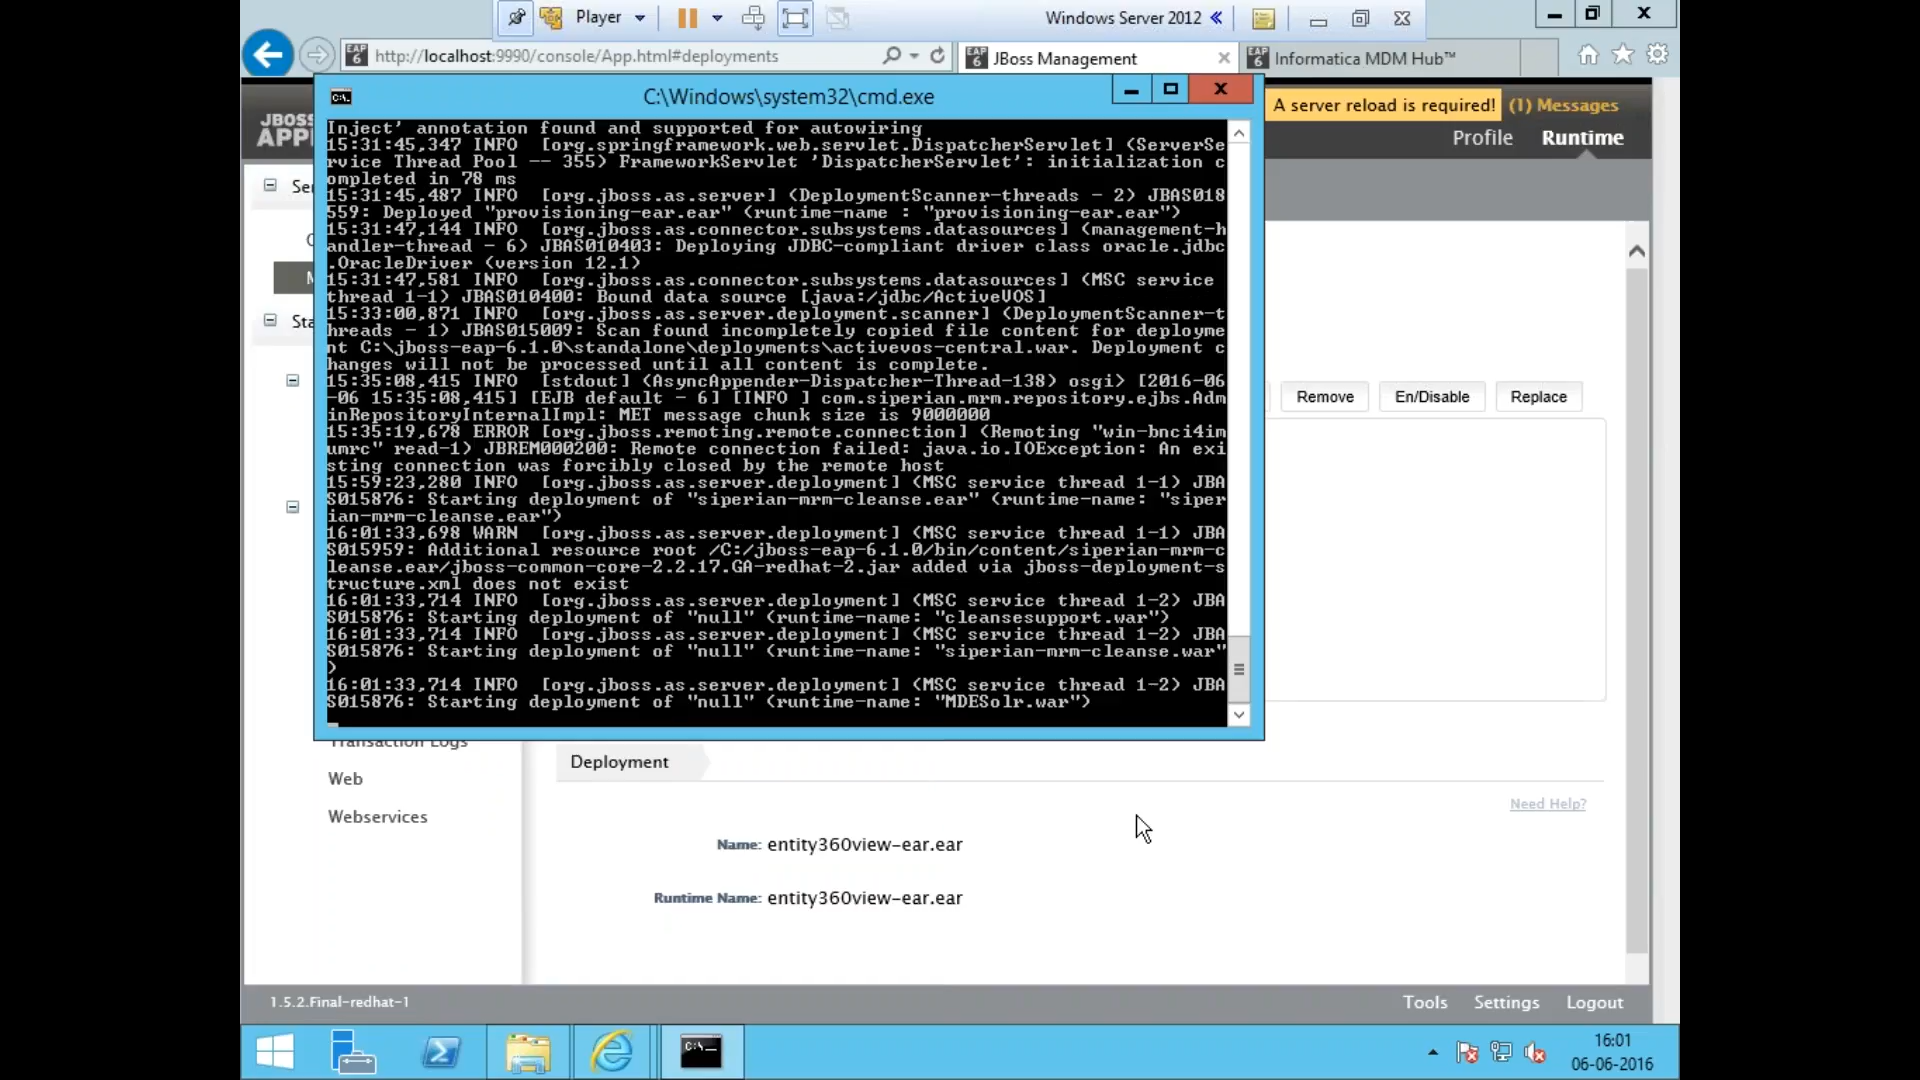 Player
Windows Server 2012
http://localhost:9990/console/App.html#deployments
JBoss Management
Informatica MDM Hub™
C:\Windows\system32\cmd.exe
A server reload is required!
(1) Messages
JBOSS
APPL
Profile
Runtime
Inject' annotation found and supported for autowiring
15:31:45,347 INFO  [org.springframework.web.servlet.DispatcherServlet] (ServerSe
rvice Thread Pool -- 355) FrameworkServlet 'DispatcherServlet': initialization c
ompleted in 78 ms
15:31:45,487 INFO  [org.jboss.as.server] (DeploymentScanner-threads - 2) JBAS018
559: Deployed "provisioning-ear.ear" (runtime-name : "provisioning-ear.ear")
15:31:47,144 INFO  [org.jboss.as.connector.subsystems.datasources] (management-h
andler-thread - 6) JBAS010403: Deploying JDBC-compliant driver class oracle.jdbc
.OracleDriver (version 12.1)
15:31:47,581 INFO  [org.jboss.as.connector.subsystems.datasources] (MSC service
thread 1-1) JBAS010400: Bound data source [java:/jdbc/ActiveVOS]
15:33:00,871 INFO  [org.jboss.as.server.deployment.scanner] (DeploymentScanner-t
hreads - 1) JBAS015009: Scan found incompletely copied file content for deployme
nt C:\jboss-eap-6.1.0\standalone\deployments\activevos-central.war. Deployment c
hanges will not be processed until all content is complete.
15:35:08,415 INFO  [stdout] (AsyncAppender-Dispatcher-Thread-138) osgi> [2016-06
-06 15:35:08,415] [EJB default - 6] [INFO ] com.siperian.mrm.repository.ejbs.Adm
inRepositoryInternalImpl: MET message chunk size is 9000000
15:35:19,678 ERROR [org.jboss.remoting.remote.connection] (Remoting "win-bnci4im
umrc" read-1) JBREM000200: Remote connection failed: java.io.IOException: An exi
sting connection was forcibly closed by the remote host
15:59:23,280 INFO  [org.jboss.as.server.deployment] (MSC service thread 1-1) JBA
S015876: Starting deployment of "siperian-mrm-cleanse.ear" (runtime-name: "siper
ian-mrm-cleanse.ear")
16:01:33,698 WARN  [org.jboss.as.server.deployment] (MSC service thread 1-1) JBA
S015959: Additional resource root /C:/jboss-eap-6.1.0/bin/content/siperian-mrm-c
leanse.ear/jboss-common-core-2.2.17.GA-redhat-2.jar added via jboss-deployment-s
tructure.xml does not exist
16:01:33,714 INFO  [org.jboss.as.server.deployment] (MSC service thread 1-2) JBA
S015876: Starting deployment of "null" (runtime-name: "cleansesupport.war")
16:01:33,714 INFO  [org.jboss.as.server.deployment] (MSC service thread 1-2) JBA
S015876: Starting deployment of "null" (runtime-name: "siperian-mrm-cleanse.war"
)
16:01:33,714 INFO  [org.jboss.as.server.deployment] (MSC service thread 1-2) JBA
S015876: Starting deployment of "null" (runtime-name: "MDESolr.war")
Remove
En/Disable
Replace
Transaction Logs
Web
Webservices
Deployment
Need Help?
Name: entity360view-ear.ear
Runtime Name: entity360view-ear.ear
1.5.2.Final-redhat-1
Tools
Settings
Logout
16:01
06-06-2016